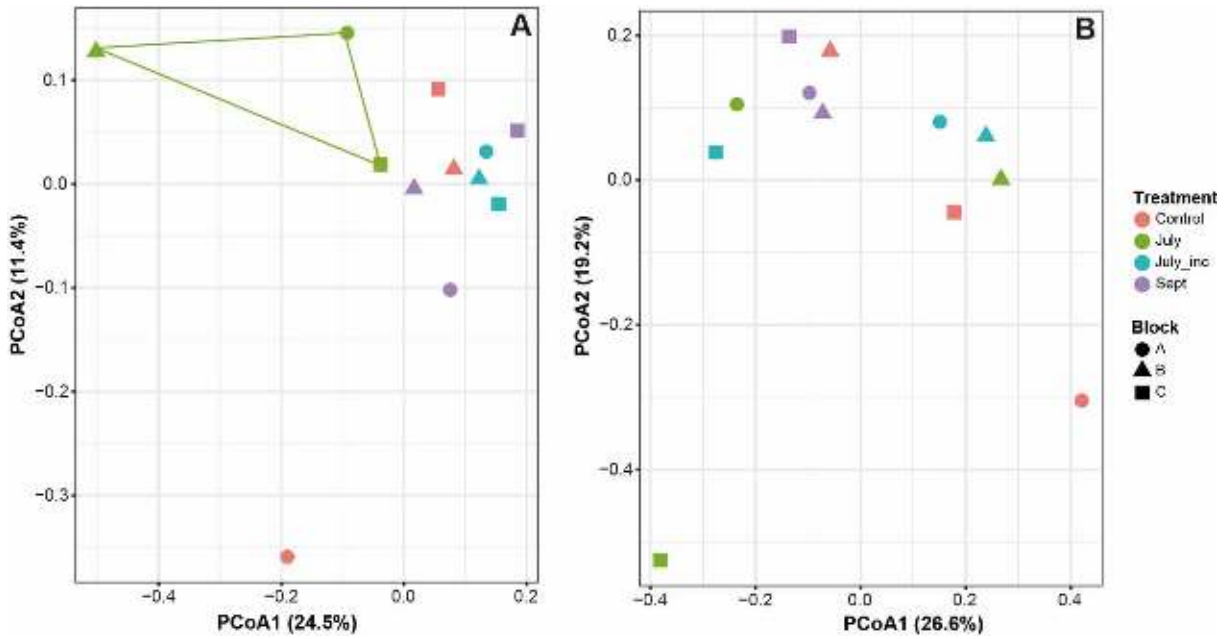 A
0.1
0.0
−0.1
−0.2
−0.3
PCoA2 (11.4%)
−0.4
−0.2
0.0
0.2
PCoA1 (24.5%)
B
0.2
0.0
−0.2
−0.4
PCoA2 (19.2%)
−0.4
−0.2
0.0
0.2
0.4
PCoA1 (26.6%)
Treatment
Control
July
July_inc
Sept
Block
A
B
C